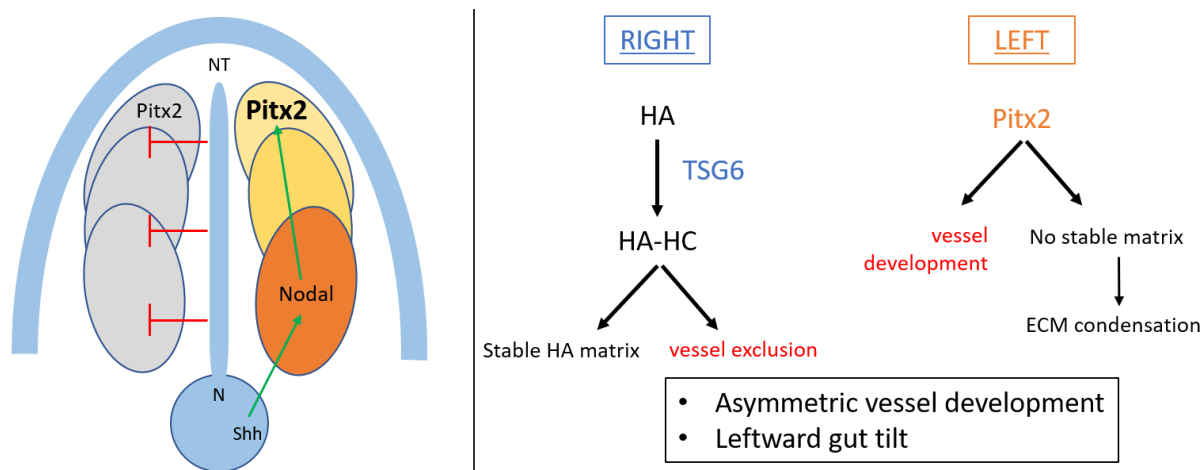 NT
Pitx2
Pitx2
Nodal
N
Shh
RIGHT
HA
TSG6
HA-HC
Stable HA matrix
vessel exclusion
LEFT
Pitx2
vessel
development
No stable matrix
ECM condensation
• Asymmetric vessel development
• Leftward gut tilt